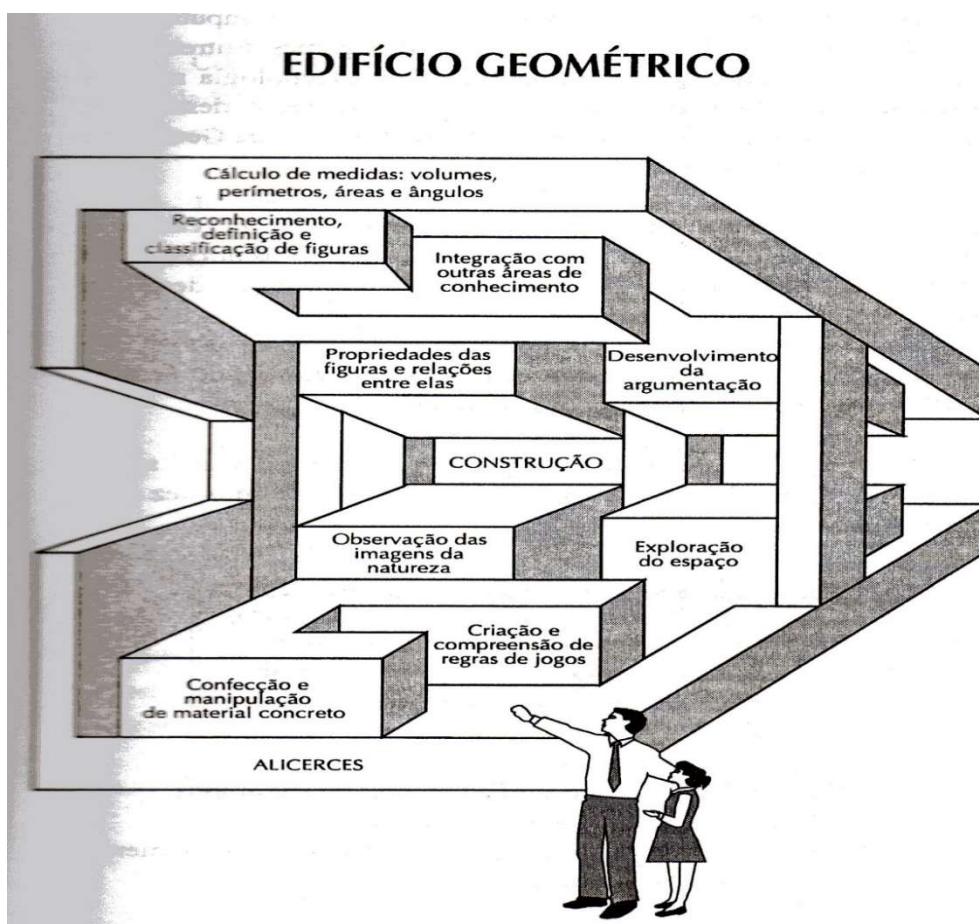 EDIFÍCIO GEOMÉTRICO
Cálculo de medidas: volumes,
perímetros, áreas e ângulos
Reconhecimento,
definição e
classificação de figuras
Integração com
outras áreas de
conhecimento
Propriedades das
figuras e relações
entre elas
Desenvolvimento
da
argumentação
CONSTRUÇÃO
Observação das
imagens da
natureza
Exploração
do espaço
Criação e
compreensão de
regras de jogos
Confecção e
manipulação
de material concreto
ALICERCES